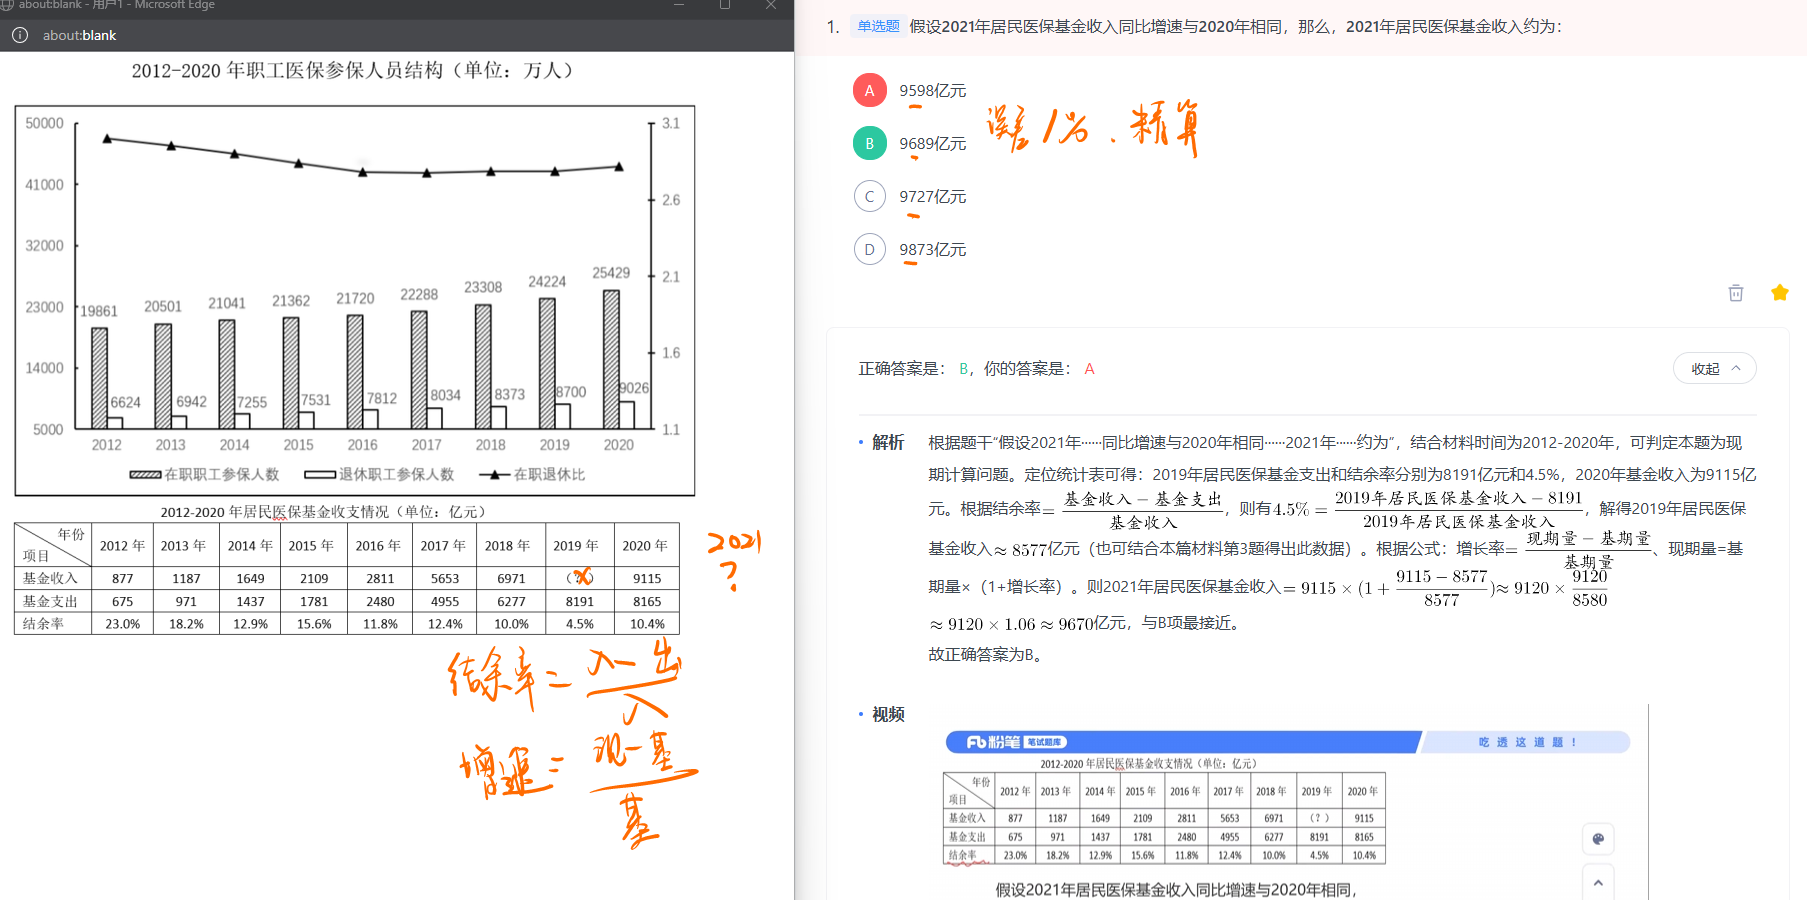 about:blank - 用户1 - Microsoft Edge
about:blank
2012-2020 年职工医保参保人员结构（单位：万人）
50000
41000
32000
23000
14000
5000
3.1
2.6
2.1
1.6
1.1
19861 20501 21041 21362 21720 22288 23308 24224 25429
6624 6942 7255 7531 7812 8034 8373 8700 9026
2012 2013 2014 2015 2016 2017 2018 2019 2020
在职职工参保人数 退休职工参保人数 在职退休比
2012-2020 年居民医保基金收支情况（单位：亿元）
年份 项目 2012 年 2013 年 2014 年 2015 年 2016 年 2017 年 2018 年 2019 年 2020 年
基金收入 877 1187 1649 2109 2811 5653 6971 （？） 9115
基金支出 675 971 1437 1781 2480 4955 6277 8191 8165
结余率 23.0% 18.2% 12.9% 15.6% 11.8% 12.4% 10.0% 4.5% 10.4%
x
2021
?
结余率 = 入-出 / 入
增速 = 现-基 / 基
1. 单选题 假设2021年居民医保基金收入同比增速与2020年相同，那么，2021年居民医保基金收入约为：
A 9598亿元
B 9689亿元
C 9727亿元
D 9873亿元
误差1%.精算
正确答案是： B，你的答案是： A
收起
解析 根据题干“假设2021年······同比增速与2020年相同······2021年······约为”，结合材料时间为2012-2020年，可判定本题为现
期计算问题。定位统计表可得：2019年居民医保基金支出和结余率分别为8191亿元和4.5%，2020年基金收入为9115亿
元。根据结余率= 基金收入 − 基金支出 / 基金收入，则有4.5% = 2019年居民医保基金收入−8191 / 2019年居民医保基金收入，解得2019年居民医保
基金收入≈ 8577亿元（也可结合本篇材料第3题得出此数据）。根据公式：增长率= 现期量 − 基期量 / 基期量、现期量=基
期量×（1+增长率）。则2021年居民医保基金收入= 9115 × (1 + 9115 − 8577 / 8577)≈ 9120 × 9120 / 8580
≈ 9120 × 1.06 ≈ 9670亿元，与B项最接近。
故正确答案为B。
视频
Fb粉笔 笔试题库
吃透这道题！
2012-2020 年居民医保基金收支情况（单位：亿元）
年份 项目 2012 年 2013 年 2014 年 2015 年 2016 年 2017 年 2018 年 2019 年 2020 年
基金收入 877 1187 1649 2109 2811 5653 6971 （？） 9115
基金支出 675 971 1437 1781 2480 4955 6277 8191 8165
结余率 23.0% 18.2% 12.9% 15.6% 11.8% 12.4% 10.0% 4.5% 10.4%
假设2021年居民医保基金收入同比增速与2020年相同，